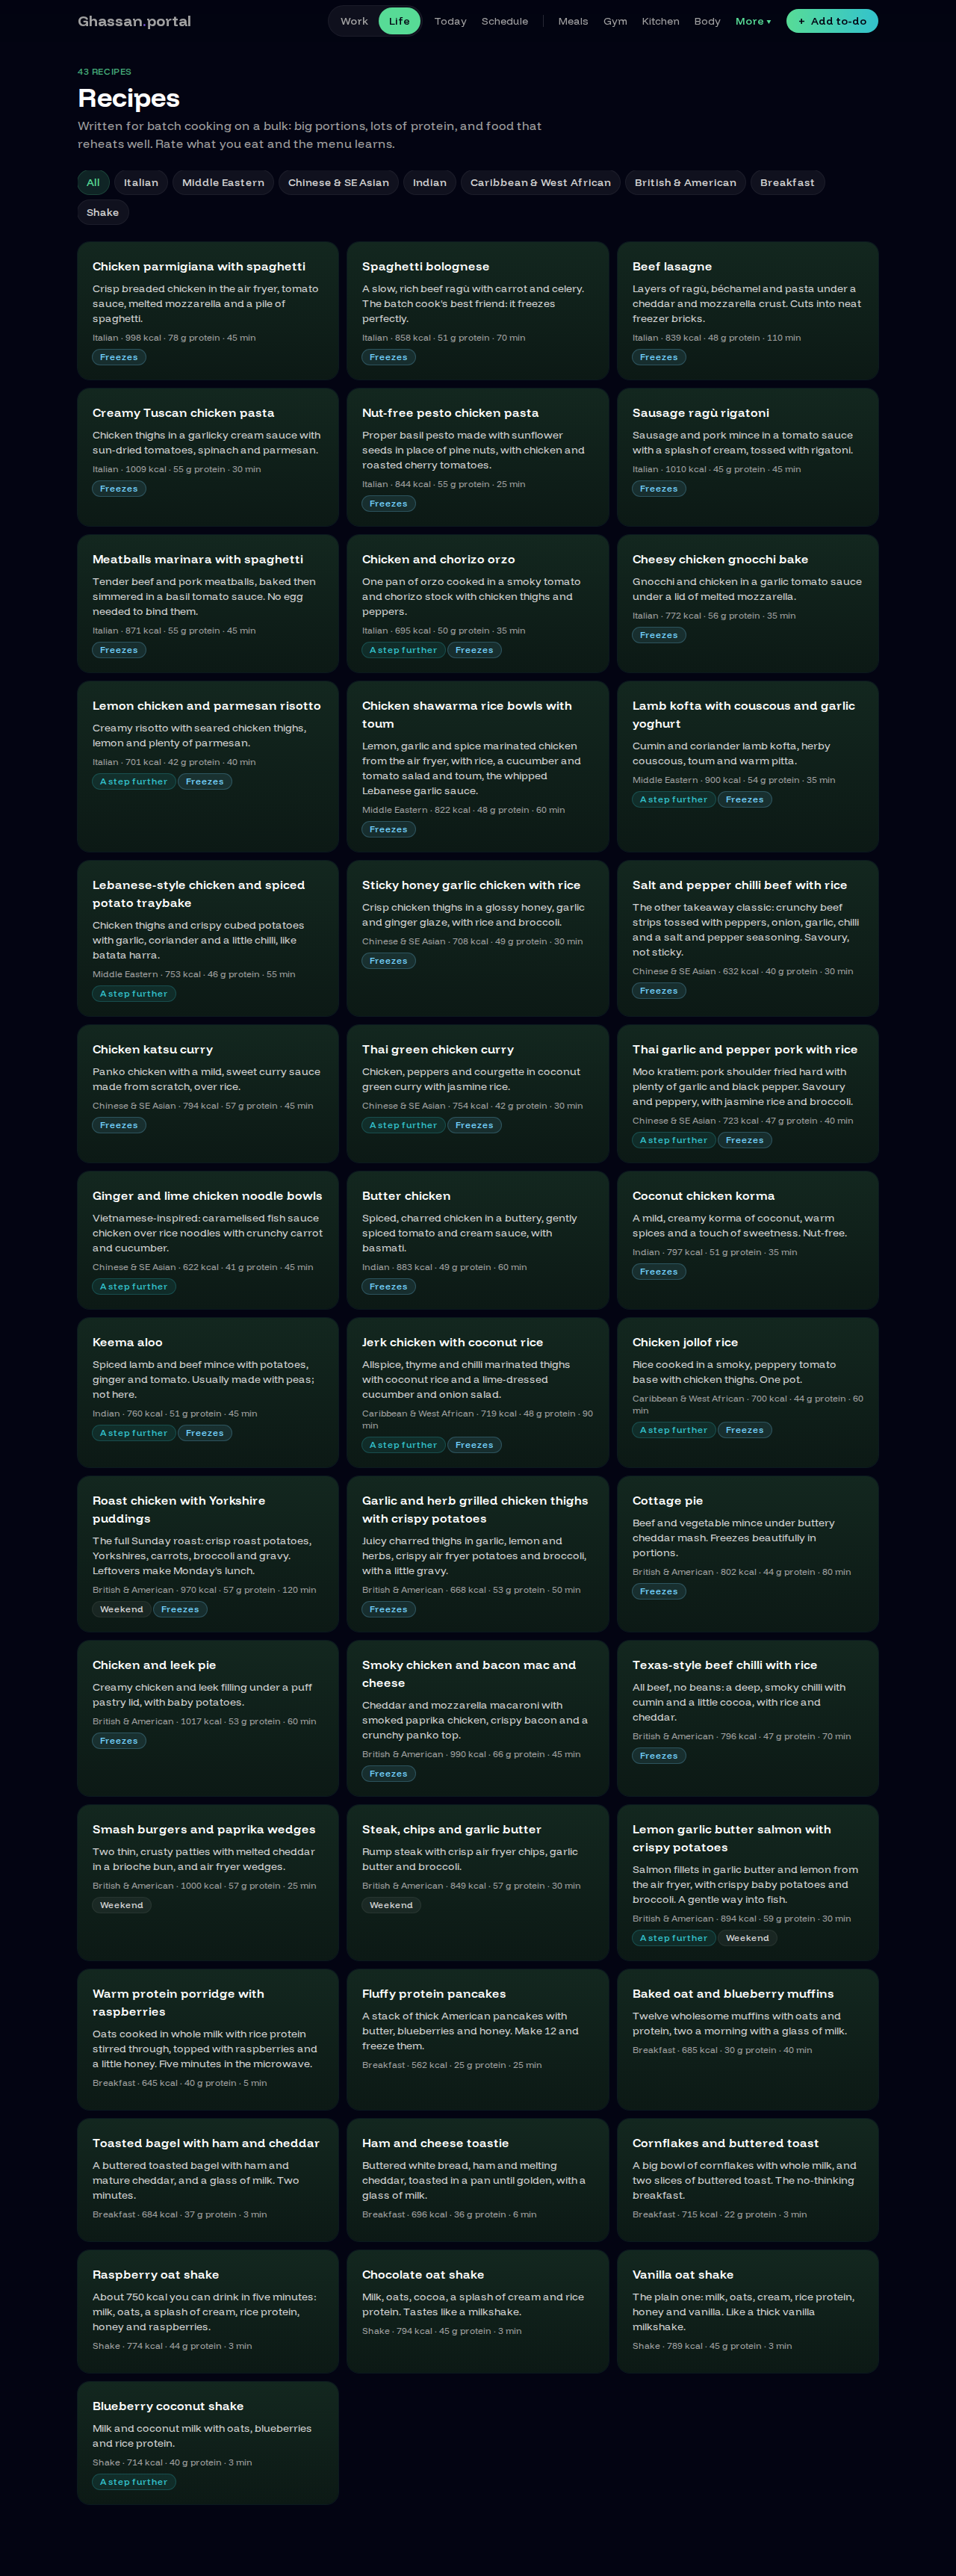 Ghassan.portal
Work Life Today Schedule Meals Gym Kitchen Body More ▾ + Add to-do
43 RECIPES
Recipes
Written for batch cooking on a bulk: big portions, lots of protein, and food that
reheats well. Rate what you eat and the menu learns.
All Italian Middle Eastern Chinese & SE Asian Indian Caribbean & West African British & American Breakfast
Shake
Chicken parmigiana with spaghetti
Crisp breaded chicken in the air fryer, tomato
sauce, melted mozzarella and a pile of
spaghetti.
Italian · 998 kcal · 78 g protein · 45 min
Freezes
Spaghetti bolognese
A slow, rich beef ragù with carrot and celery.
The batch cook's best friend: it freezes
perfectly.
Italian · 858 kcal · 51 g protein · 70 min
Freezes
Beef lasagne
Layers of ragù, béchamel and pasta under a
cheddar and mozzarella crust. Cuts into neat
freezer bricks.
Italian · 839 kcal · 48 g protein · 110 min
Freezes
Creamy Tuscan chicken pasta
Chicken thighs in a garlicky cream sauce with
sun-dried tomatoes, spinach and parmesan.
Italian · 1009 kcal · 55 g protein · 30 min
Freezes
Nut-free pesto chicken pasta
Proper basil pesto made with sunflower
seeds in place of pine nuts, with chicken and
roasted cherry tomatoes.
Italian · 844 kcal · 55 g protein · 25 min
Freezes
Sausage ragù rigatoni
Sausage and pork mince in a tomato sauce
with a splash of cream, tossed with rigatoni.
Italian · 1010 kcal · 45 g protein · 45 min
Freezes
Meatballs marinara with spaghetti
Tender beef and pork meatballs, baked then
simmered in a basil tomato sauce. No egg
needed to bind them.
Italian · 871 kcal · 55 g protein · 45 min
Freezes
Chicken and chorizo orzo
One pan of orzo cooked in a smoky tomato
and chorizo stock with chicken thighs and
peppers.
Italian · 695 kcal · 50 g protein · 35 min
A step further Freezes
Cheesy chicken gnocchi bake
Gnocchi and chicken in a garlic tomato sauce
under a lid of melted mozzarella.
Italian · 772 kcal · 56 g protein · 35 min
Freezes
Lemon chicken and parmesan risotto
Creamy risotto with seared chicken thighs,
lemon and plenty of parmesan.
Italian · 701 kcal · 42 g protein · 40 min
A step further Freezes
Chicken shawarma rice bowls with
toum
Lemon, garlic and spice marinated chicken
from the air fryer, with rice, a cucumber and
tomato salad and toum, the whipped
Lebanese garlic sauce.
Middle Eastern · 822 kcal · 48 g protein · 60 min
Freezes
Lamb kofta with couscous and garlic
yoghurt
Cumin and coriander lamb kofta, herby
couscous, toum and warm pitta.
Middle Eastern · 900 kcal · 54 g protein · 35 min
A step further Freezes
Lebanese-style chicken and spiced
potato traybake
Chicken thighs and crispy cubed potatoes
with garlic, coriander and a little chilli, like
batata harra.
Middle Eastern · 753 kcal · 46 g protein · 55 min
A step further
Sticky honey garlic chicken with rice
Crisp chicken thighs in a glossy honey, garlic
and ginger glaze, with rice and broccoli.
Chinese & SE Asian · 708 kcal · 49 g protein · 30 min
Freezes
Salt and pepper chilli beef with rice
The other takeaway classic: crunchy beef
strips tossed with peppers, onion, garlic, chilli
and a salt and pepper seasoning. Savoury,
not sticky.
Chinese & SE Asian · 632 kcal · 40 g protein · 30 min
Freezes
Chicken katsu curry
Panko chicken with a mild, sweet curry sauce
made from scratch, over rice.
Chinese & SE Asian · 794 kcal · 57 g protein · 45 min
Freezes
Thai green chicken curry
Chicken, peppers and courgette in coconut
green curry with jasmine rice.
Chinese & SE Asian · 754 kcal · 42 g protein · 30 min
A step further Freezes
Thai garlic and pepper pork with rice
Moo kratiem: pork shoulder fried hard with
plenty of garlic and black pepper. Savoury
and peppery, with jasmine rice and broccoli.
Chinese & SE Asian · 723 kcal · 47 g protein · 40 min
A step further Freezes
Ginger and lime chicken noodle bowls
Vietnamese-inspired: caramelised fish sauce
chicken over rice noodles with crunchy carrot
and cucumber.
Chinese & SE Asian · 622 kcal · 41 g protein · 45 min
A step further
Butter chicken
Spiced, charred chicken in a buttery, gently
spiced tomato and cream sauce, with
basmati.
Indian · 883 kcal · 49 g protein · 60 min
Freezes
Coconut chicken korma
A mild, creamy korma of coconut, warm
spices and a touch of sweetness. Nut-free.
Indian · 797 kcal · 51 g protein · 35 min
Freezes
Keema aloo
Spiced lamb and beef mince with potatoes,
ginger and tomato. Usually made with peas;
not here.
Indian · 760 kcal · 51 g protein · 45 min
A step further Freezes
Jerk chicken with coconut rice
Allspice, thyme and chilli marinated thighs
with coconut rice and a lime-dressed
cucumber and onion salad.
Caribbean & West African · 719 kcal · 48 g protein · 90
min
A step further Freezes
Chicken jollof rice
Rice cooked in a smoky, peppery tomato
base with chicken thighs. One pot.
Caribbean & West African · 700 kcal · 44 g protein · 60
min
A step further Freezes
Roast chicken with Yorkshire
puddings
The full Sunday roast: crisp roast potatoes,
Yorkshires, carrots, broccoli and gravy.
Leftovers make Monday's lunch.
British & American · 970 kcal · 57 g protein · 120 min
Weekend Freezes
Garlic and herb grilled chicken thighs
with crispy potatoes
Juicy charred thighs in garlic, lemon and
herbs, crispy air fryer potatoes and broccoli,
with a little gravy.
British & American · 668 kcal · 53 g protein · 50 min
Freezes
Cottage pie
Beef and vegetable mince under buttery
cheddar mash. Freezes beautifully in
portions.
British & American · 802 kcal · 44 g protein · 80 min
Freezes
Chicken and leek pie
Creamy chicken and leek filling under a puff
pastry lid, with baby potatoes.
British & American · 1017 kcal · 53 g protein · 60 min
Freezes
Smoky chicken and bacon mac and
cheese
Cheddar and mozzarella macaroni with
smoked paprika chicken, crispy bacon and a
crunchy panko top.
British & American · 990 kcal · 66 g protein · 45 min
Freezes
Texas-style beef chilli with rice
All beef, no beans: a deep, smoky chilli with
cumin and a little cocoa, with rice and
cheddar.
British & American · 796 kcal · 47 g protein · 70 min
Freezes
Smash burgers and paprika wedges
Two thin, crusty patties with melted cheddar
in a brioche bun, and air fryer wedges.
British & American · 1000 kcal · 57 g protein · 25 min
Weekend
Steak, chips and garlic butter
Rump steak with crisp air fryer chips, garlic
butter and broccoli.
British & American · 849 kcal · 57 g protein · 30 min
Weekend
Lemon garlic butter salmon with
crispy potatoes
Salmon fillets in garlic butter and lemon from
the air fryer, with crispy baby potatoes and
broccoli. A gentle way into fish.
British & American · 894 kcal · 59 g protein · 30 min
A step further Weekend
Warm protein porridge with
raspberries
Oats cooked in whole milk with rice protein
stirred through, topped with raspberries and
a little honey. Five minutes in the microwave.
Breakfast · 645 kcal · 40 g protein · 5 min
Fluffy protein pancakes
A stack of thick American pancakes with
butter, blueberries and honey. Make 12 and
freeze them.
Breakfast · 562 kcal · 25 g protein · 25 min
Baked oat and blueberry muffins
Twelve wholesome muffins with oats and
protein, two a morning with a glass of milk.
Breakfast · 685 kcal · 30 g protein · 40 min
Toasted bagel with ham and cheddar
A buttered toasted bagel with ham and
mature cheddar, and a glass of milk. Two
minutes.
Breakfast · 684 kcal · 37 g protein · 3 min
Ham and cheese toastie
Buttered white bread, ham and melting
cheddar, toasted in a pan until golden, with a
glass of milk.
Breakfast · 696 kcal · 36 g protein · 6 min
Cornflakes and buttered toast
A big bowl of cornflakes with whole milk, and
two slices of buttered toast. The no-thinking
breakfast.
Breakfast · 715 kcal · 22 g protein · 3 min
Raspberry oat shake
About 750 kcal you can drink in five minutes:
milk, oats, a splash of cream, rice protein,
honey and raspberries.
Shake · 774 kcal · 44 g protein · 3 min
Chocolate oat shake
Milk, oats, cocoa, a splash of cream and rice
protein. Tastes like a milkshake.
Shake · 794 kcal · 45 g protein · 3 min
Vanilla oat shake
The plain one: milk, oats, cream, rice protein,
honey and vanilla. Like a thick vanilla
milkshake.
Shake · 789 kcal · 45 g protein · 3 min
Blueberry coconut shake
Milk and coconut milk with oats, blueberries
and rice protein.
Shake · 714 kcal · 40 g protein · 3 min
A step further